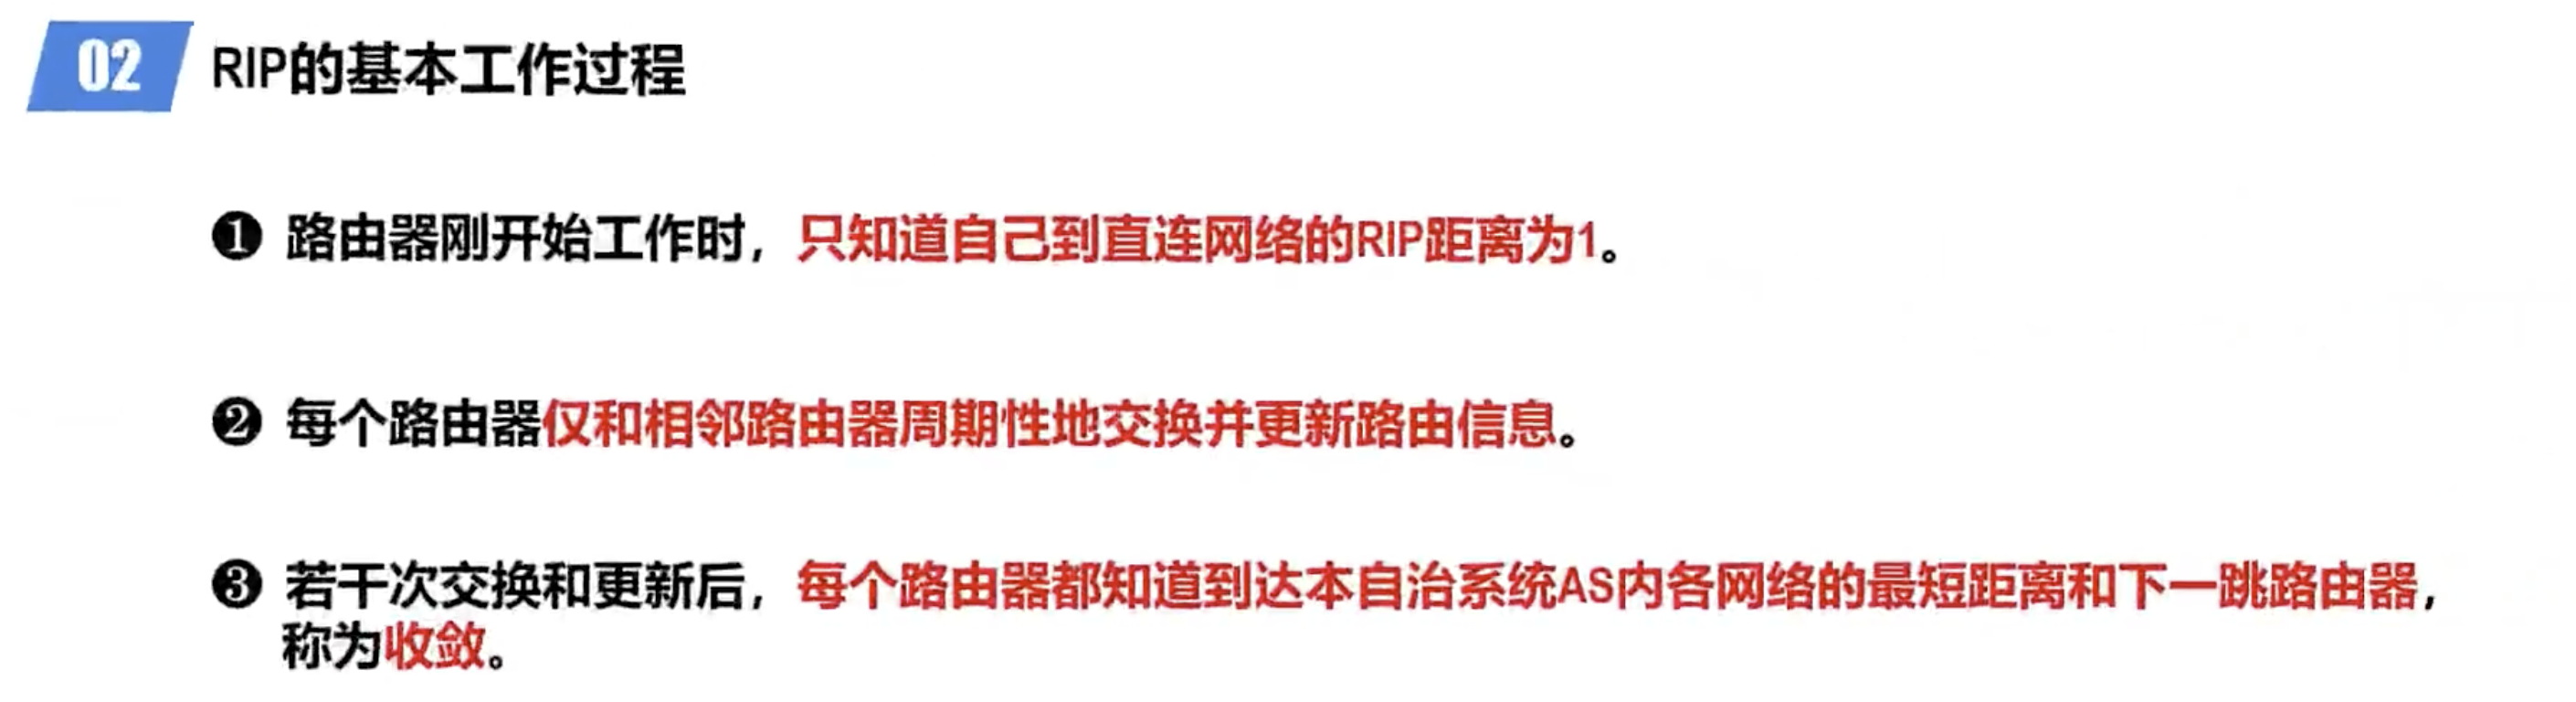 02 RIP的基本工作过程
❶ 路由器刚开始工作时，只知道自己到直连网络的RIP距离为1。
❷ 每个路由器仅和相邻路由器周期性地交换并更新路由信息。
❸ 若干次交换和更新后，每个路由器都知道到达本自治系统AS内各网络的最短距离和下一跳路由器，
称为收敛。